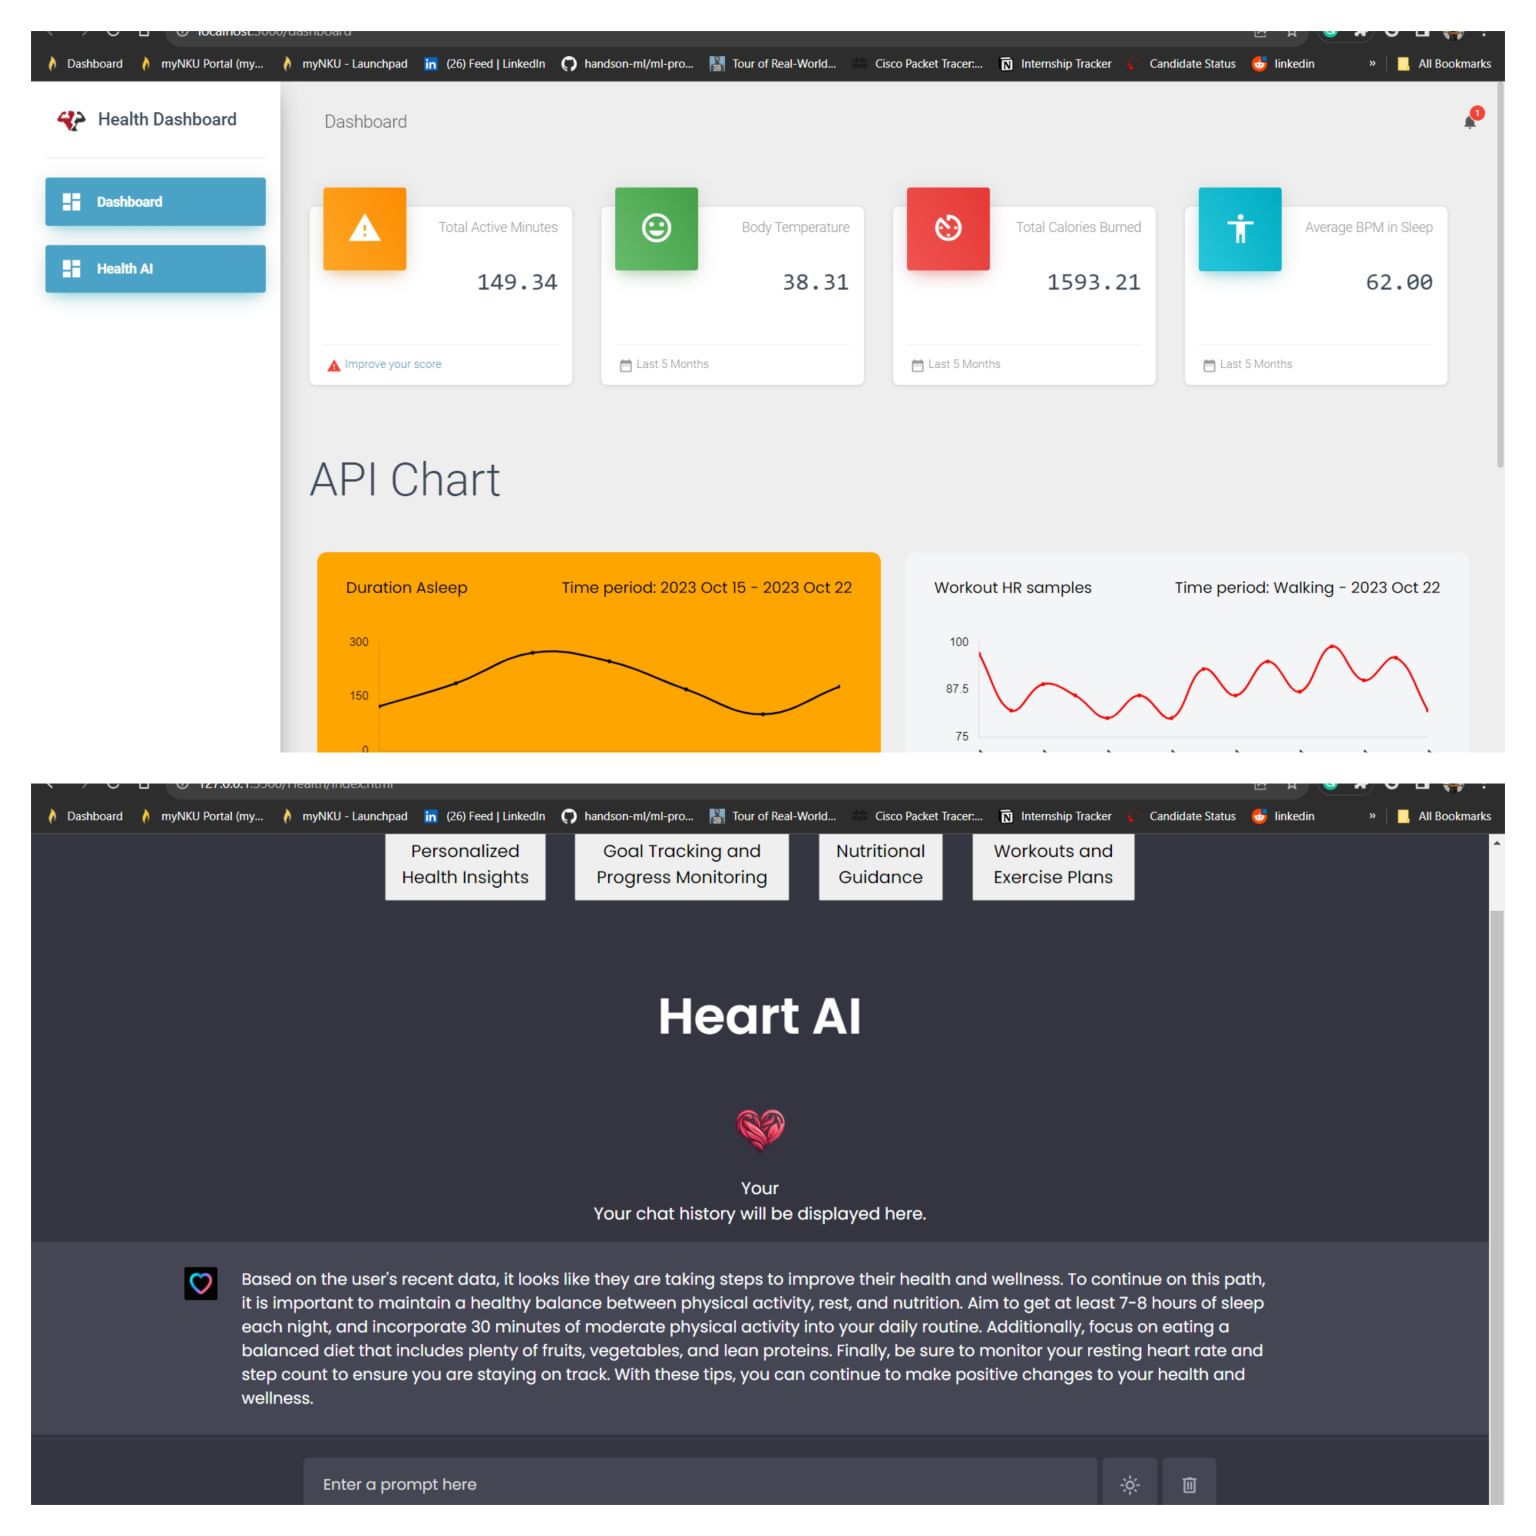 localhost:3000/dashboard
Dashboard myNKU Portal (my... myNKU - Launchpad (26) Feed | LinkedIn handson-ml/ml-pro... Tour of Real-World... Cisco Packet Tracer:... Internship Tracker Candidate Status linkedin » All Bookmarks
Health Dashboard
Dashboard
Health AI
Dashboard
1
Total Active Minutes
149.34
Improve your score
Body Temperature
38.31
Last 5 Months
Total Calories Burned
1593.21
Last 5 Months
Average BPM in Sleep
62.00
Last 5 Months
API Chart
Duration Asleep Time period: 2023 Oct 15 - 2023 Oct 22
300
150
0
Workout HR samples Time period: Walking - 2023 Oct 22
100
87.5
75
Dashboard myNKU Portal (my... myNKU - Launchpad (26) Feed | LinkedIn handson-ml/ml-pro... Tour of Real-World... Cisco Packet Tracer:... Internship Tracker Candidate Status linkedin » All Bookmarks
Personalized
Health Insights
Goal Tracking and
Progress Monitoring
Nutritional
Guidance
Workouts and
Exercise Plans
Heart AI
Your
Your chat history will be displayed here.
Based on the user's recent data, it looks like they are taking steps to improve their health and wellness. To continue on this path,
it is important to maintain a healthy balance between physical activity, rest, and nutrition. Aim to get at least 7-8 hours of sleep
each night, and incorporate 30 minutes of moderate physical activity into your daily routine. Additionally, focus on eating a
balanced diet that includes plenty of fruits, vegetables, and lean proteins. Finally, be sure to monitor your resting heart rate and
step count to ensure you are staying on track. With these tips, you can continue to make positive changes to your health and
wellness.
Enter a prompt here